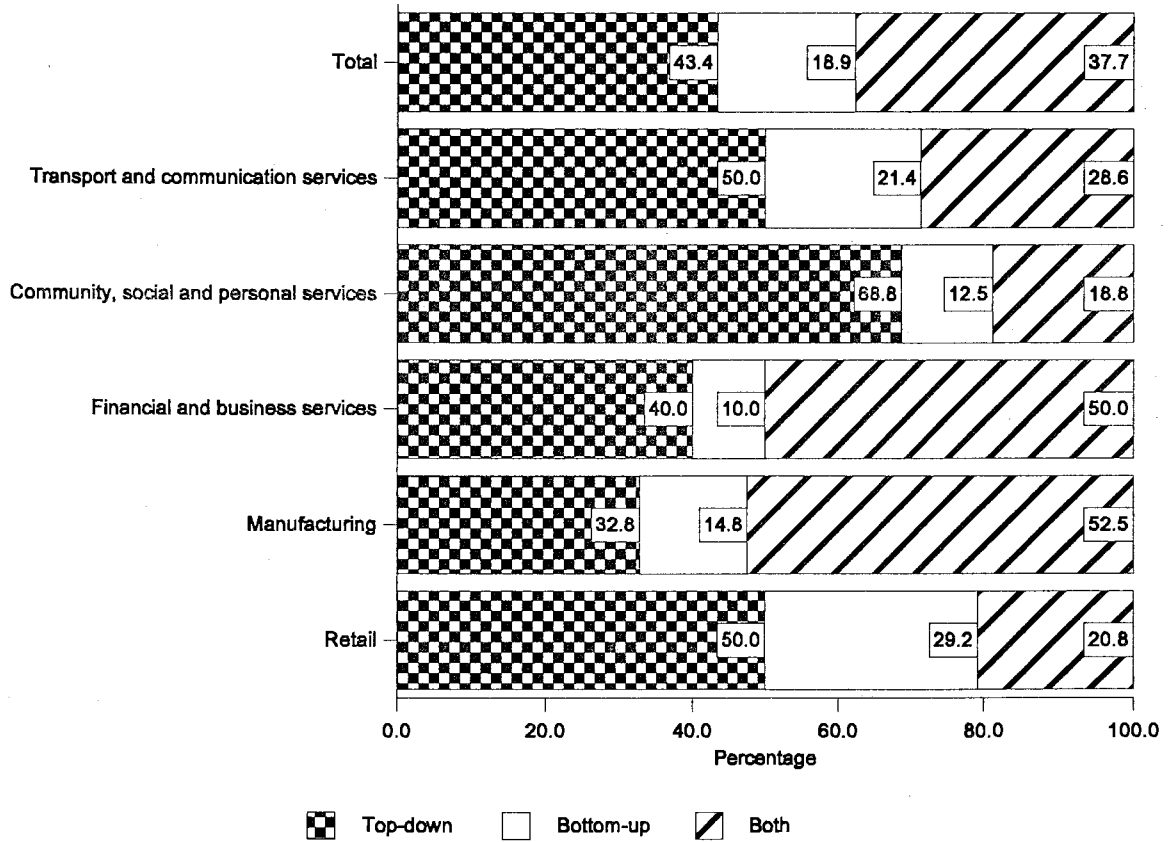 Total
43.4 18.9 37.7
Transport and communication services
50.0 21.4 28.6
Community, social and personal services
68.8 12.5 18.8
Financial and business services
40.0 10.0 50.0
Manufacturing
32.8 14.8 52.5
Retail
50.0 29.2 20.8
0.0 20.0 40.0 60.0 80.0 100.0
Percentage
Top-down Bottom-up Both